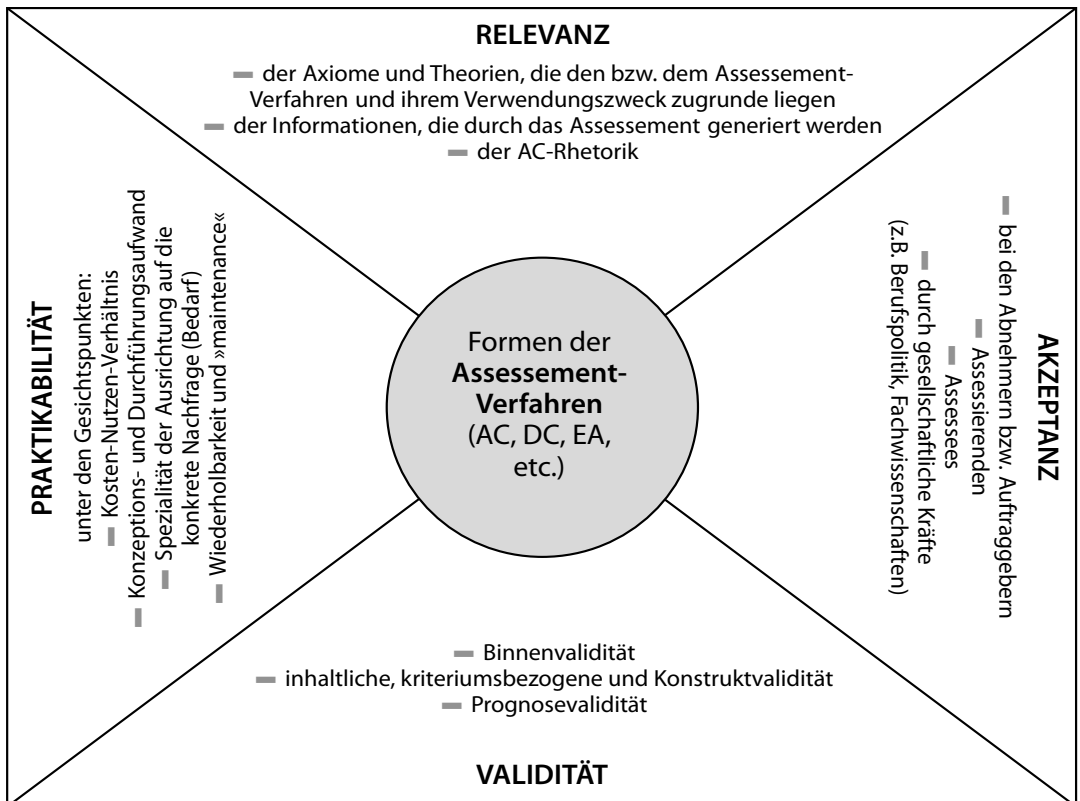 RELEVANZ
━ der Axiome und Theorien, die den bzw. dem Assessement-
Verfahren und ihrem Verwendungszweck zugrunde liegen
━ der Informationen, die durch das Assessement generiert werden
━ der AC-Rhetorik
PRAKTIKABILITÄT
unter den Gesichtspunkten:
━ Kosten-Nutzen-Verhältnis
━ Konzeptions- und Durchführungsaufwand
━ Spezialität der Ausrichtung auf die
konkrete Nachfrage (Bedarf)
━ Wiederholbarkeit und »maintenance«
Formen der
Assessement-
Verfahren
(AC, DC, EA,
etc.)
AKZEPTANZ
━ bei den Abnehmern bzw. Auftraggebern
━ Assessierenden
━ Assessees
━ durch gesellschaftliche Kräfte
(z.B. Berufspolitik, Fachwissenschaften)
━ Binnenvalidität
━ inhaltliche, kriteriumsbezogene und Konstruktvalidität
━ Prognosevalidität
VALIDITÄT